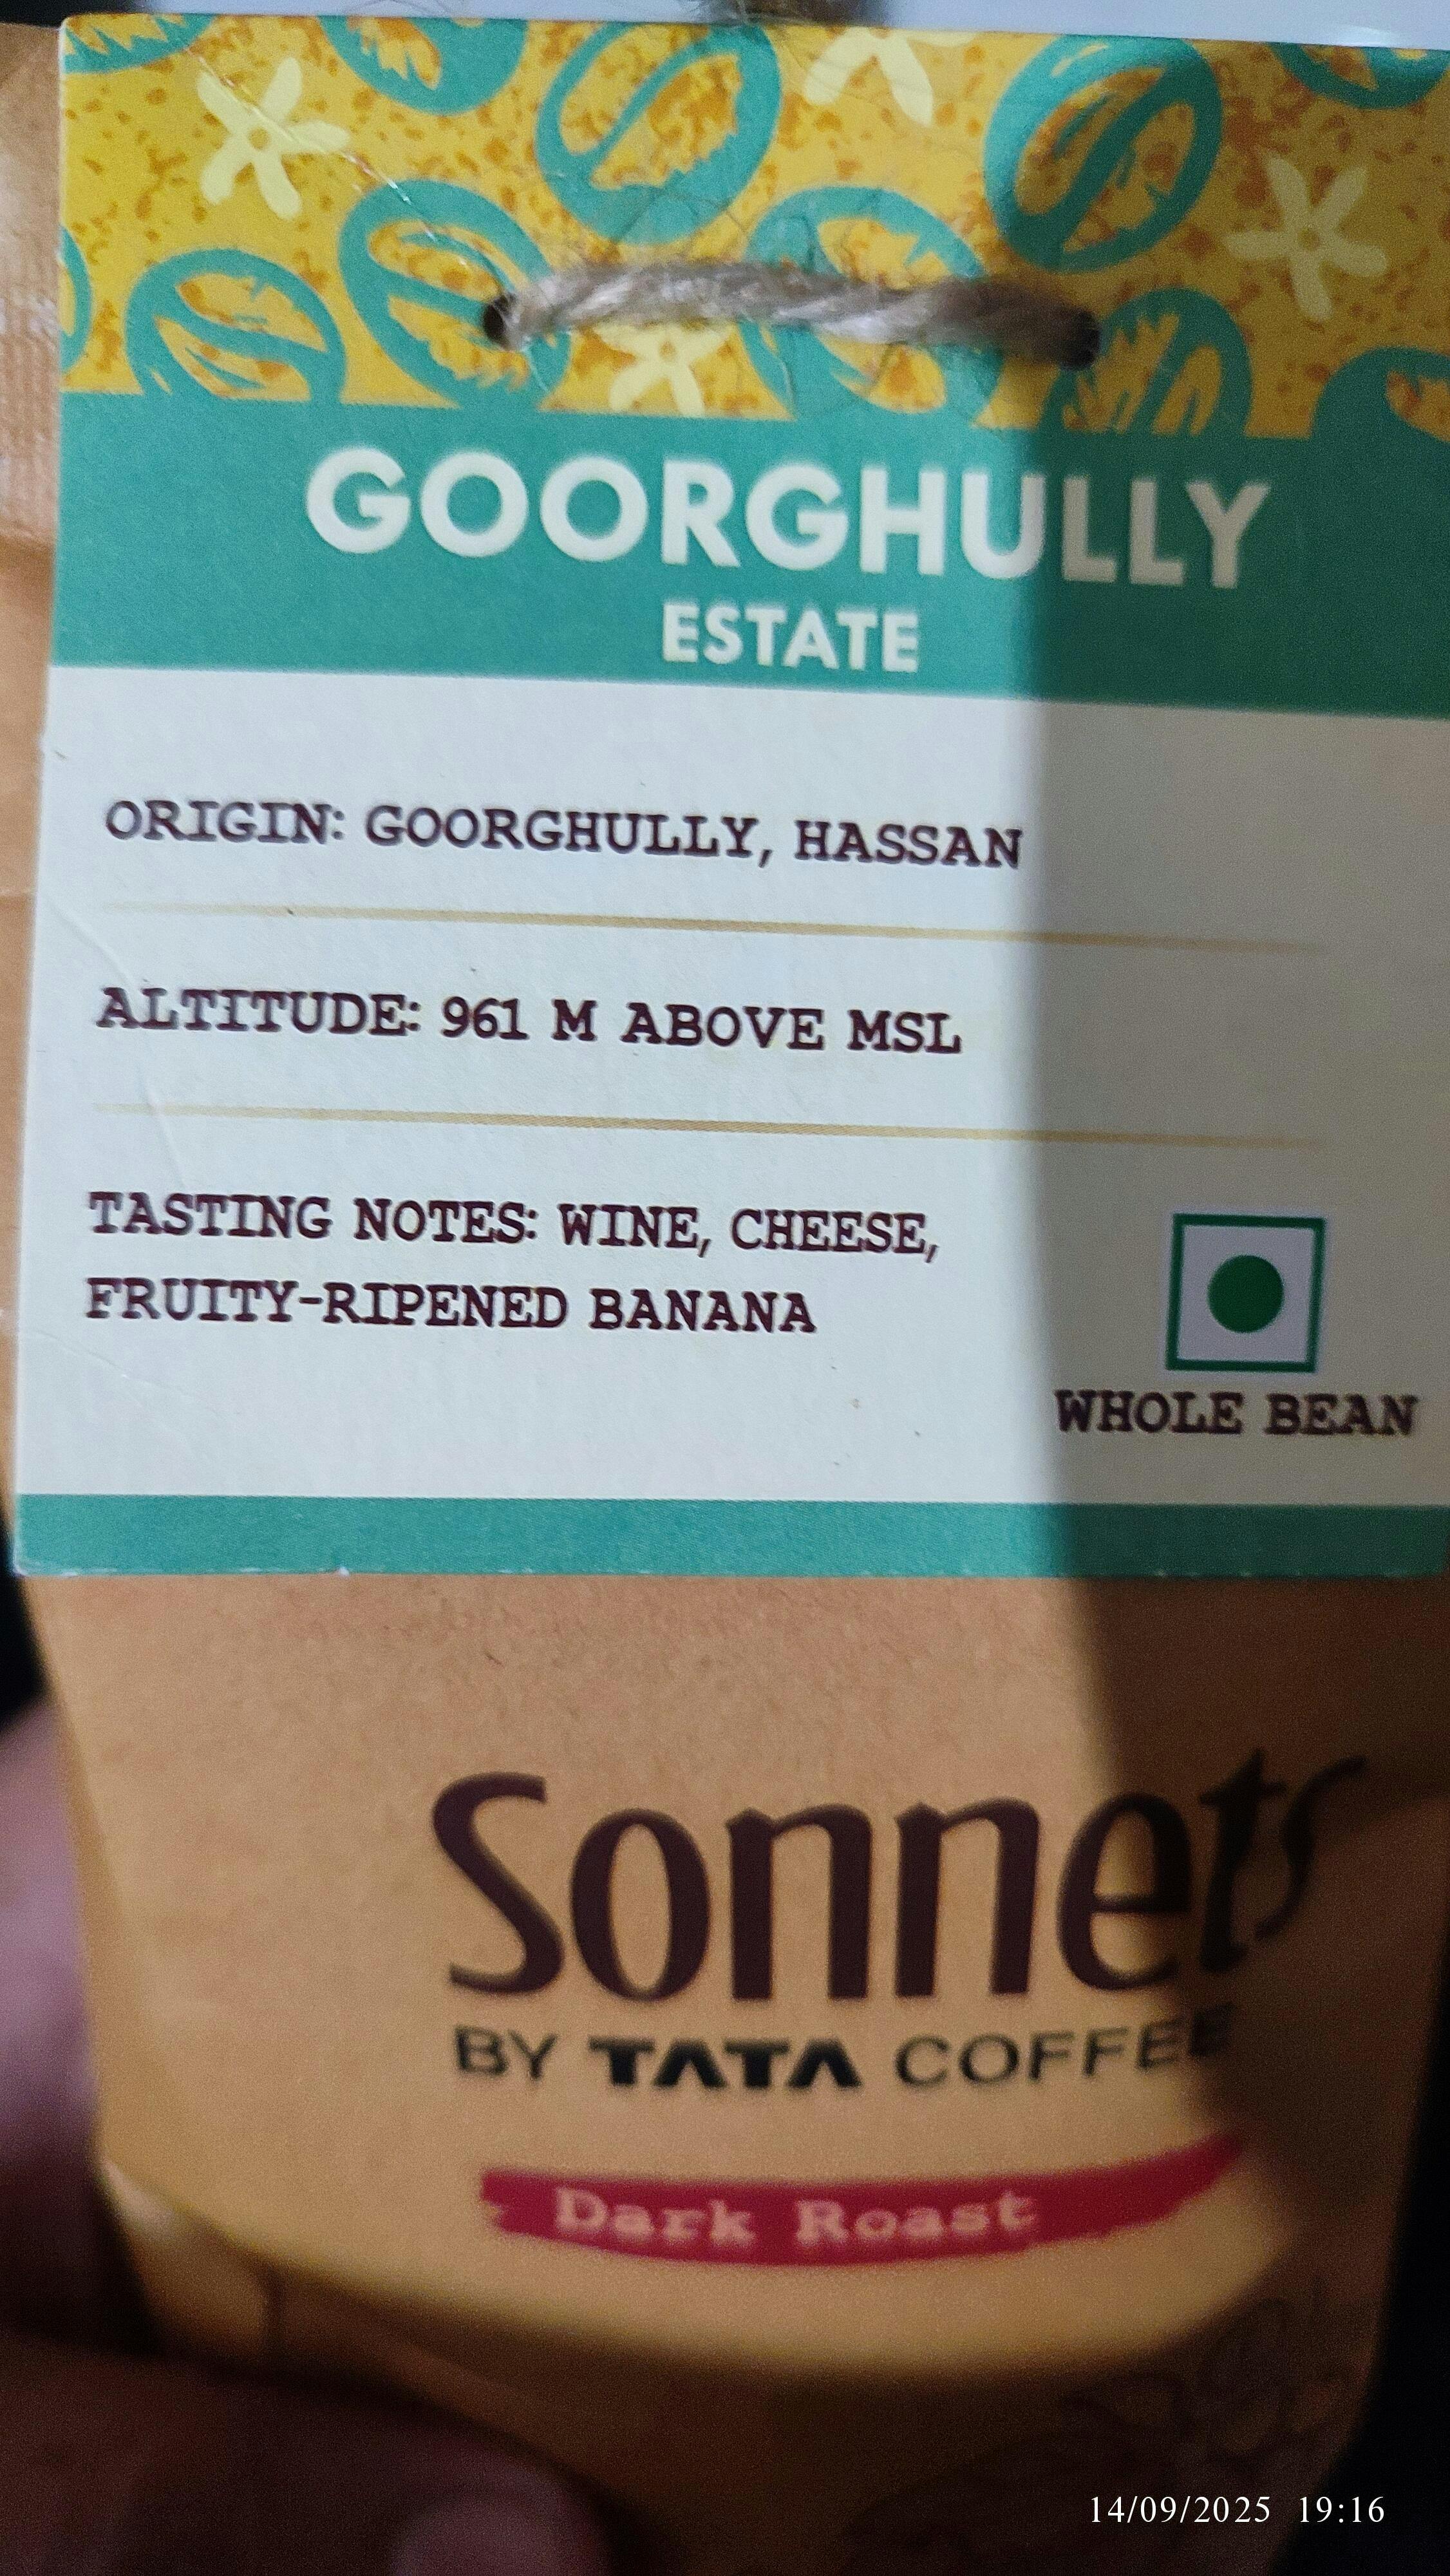 GOORGHULLY
ESTATE
ORIGIN: GOORGHULLY, HASSAN
ALTITUDE: 961 M ABOVE MSL
TASTING NOTES: WINE, CHEESE,
FRUITY-RIPENED BANANA
WHOLE BEAN
Sonnets
BY TATA COFFEE
Dark Roast
14/09/2025 19:16